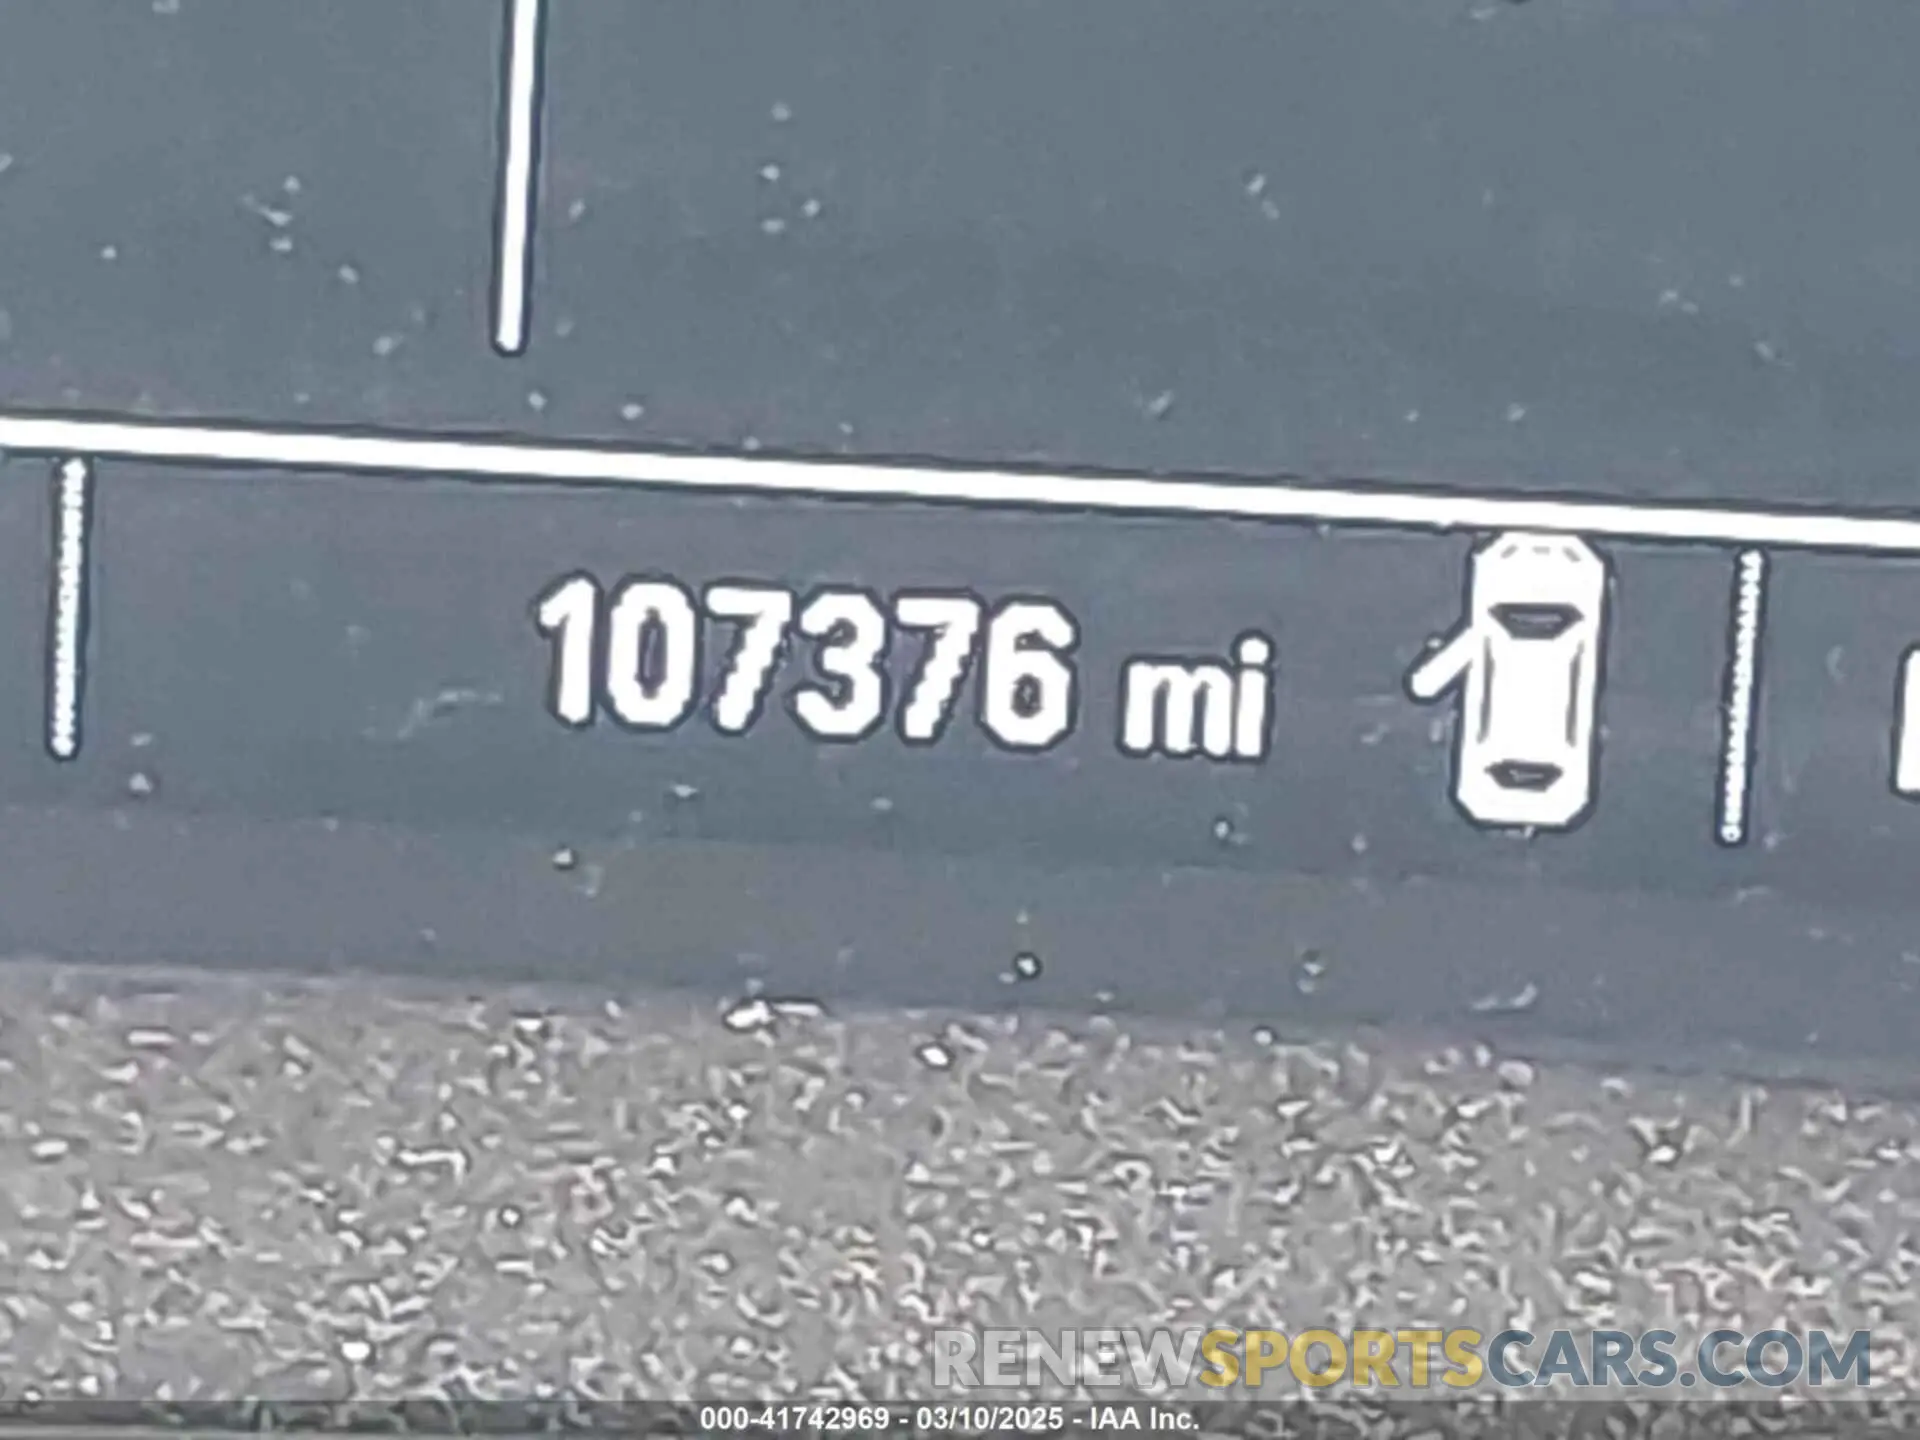 107376 mi
RENEWSPORTSCARS.COM
000-41742969 - 03/10/2025 - IAA Inc.